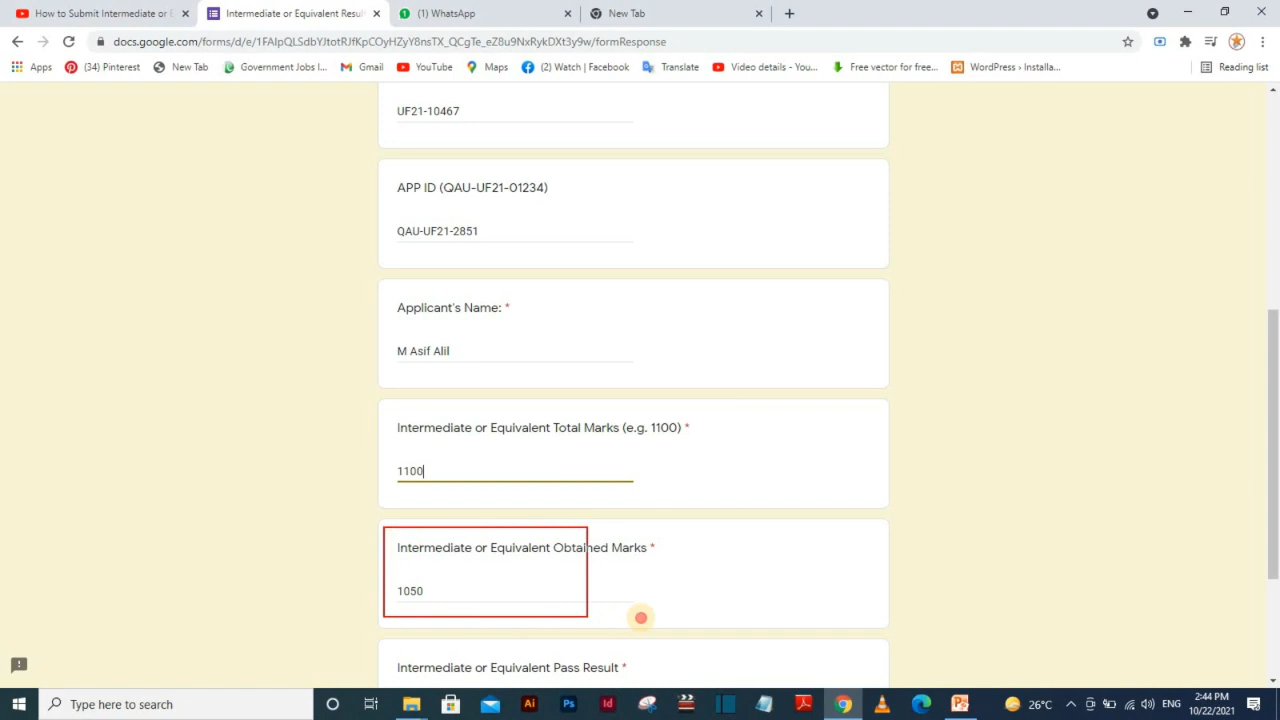 How to Submit Intermediate or E
Intermediate or Equivalent Resul
(1) WhatsApp
New Tab
docs.google.com/forms/d/e/1FAIpQLSdbYJtotRJfKpCOyHZyY8nsTX_QCgTe_eZ8u9NxRykDXt3y9w/formResponse
Apps
(34) Pinterest
New Tab
Government Jobs I...
Gmail
YouTube
Maps
(2) Watch | Facebook
Translate
Video details - You...
Free vector for free...
WordPress › Installa...
Reading list
UF21-10467
APP ID (QAU-UF21-01234)
QAU-UF21-2851
Applicant's Name: *
M Asif Alil
Intermediate or Equivalent Total Marks (e.g. 1100) *
1100
Intermediate or Equivalent Obtained Marks *
1050
Intermediate or Equivalent Pass Result *
Type here to search
Ai
Ps
Id
26°C
ENG
2:44 PM
10/22/2021